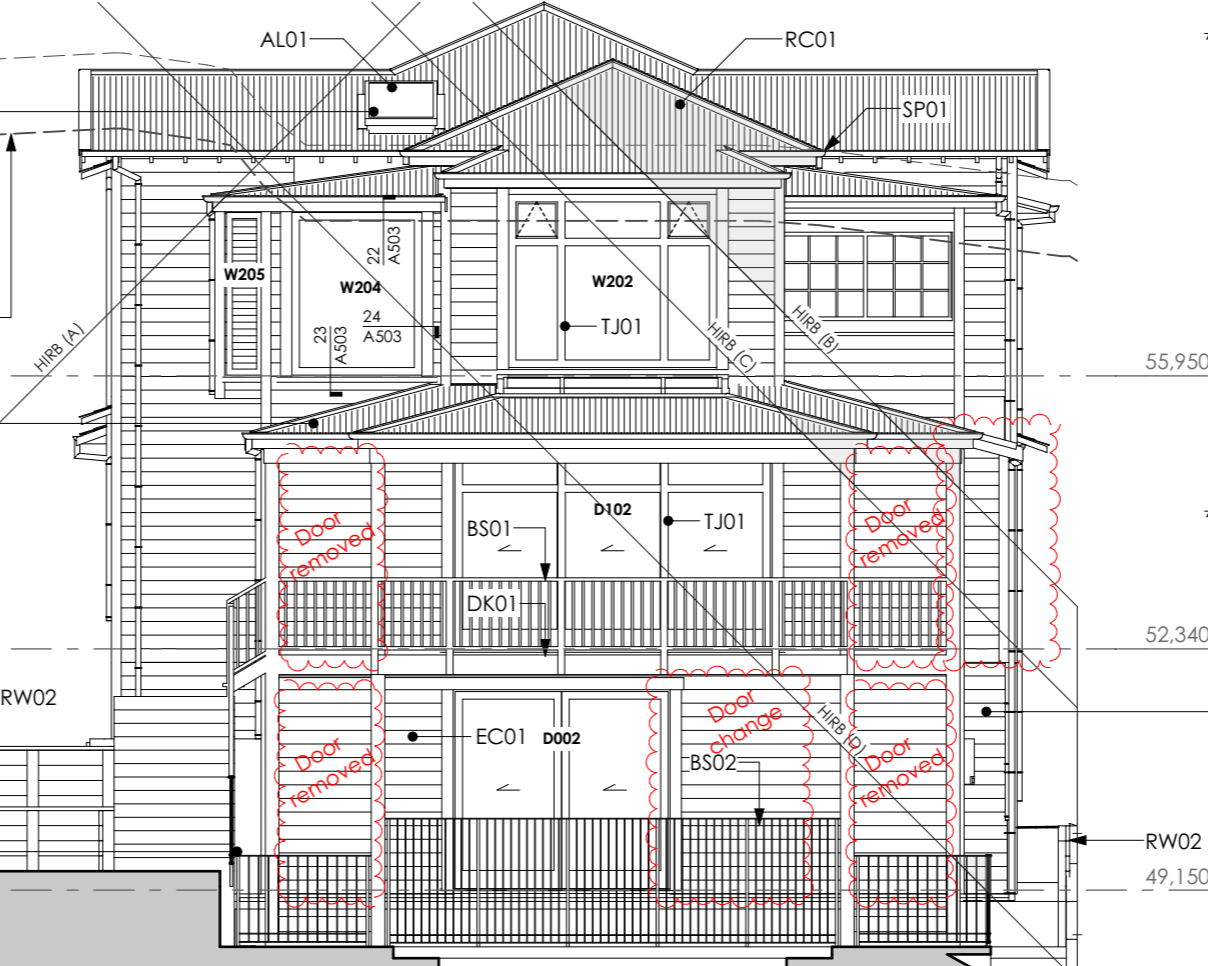 AL01
RC01
SP01
W205
22
A503
W204
W202
23
A503
24
A503
TJ01
HIRB (A)
HIRB (C)
HIRB (B)
55,950
Door
removed
BS01
D102
TJ01
Door
removed
DK01
52,340
RW02
Door
removed
EC01
D002
Door
change
HIRB (D)
Door
removed
BS02
RW02
49,150